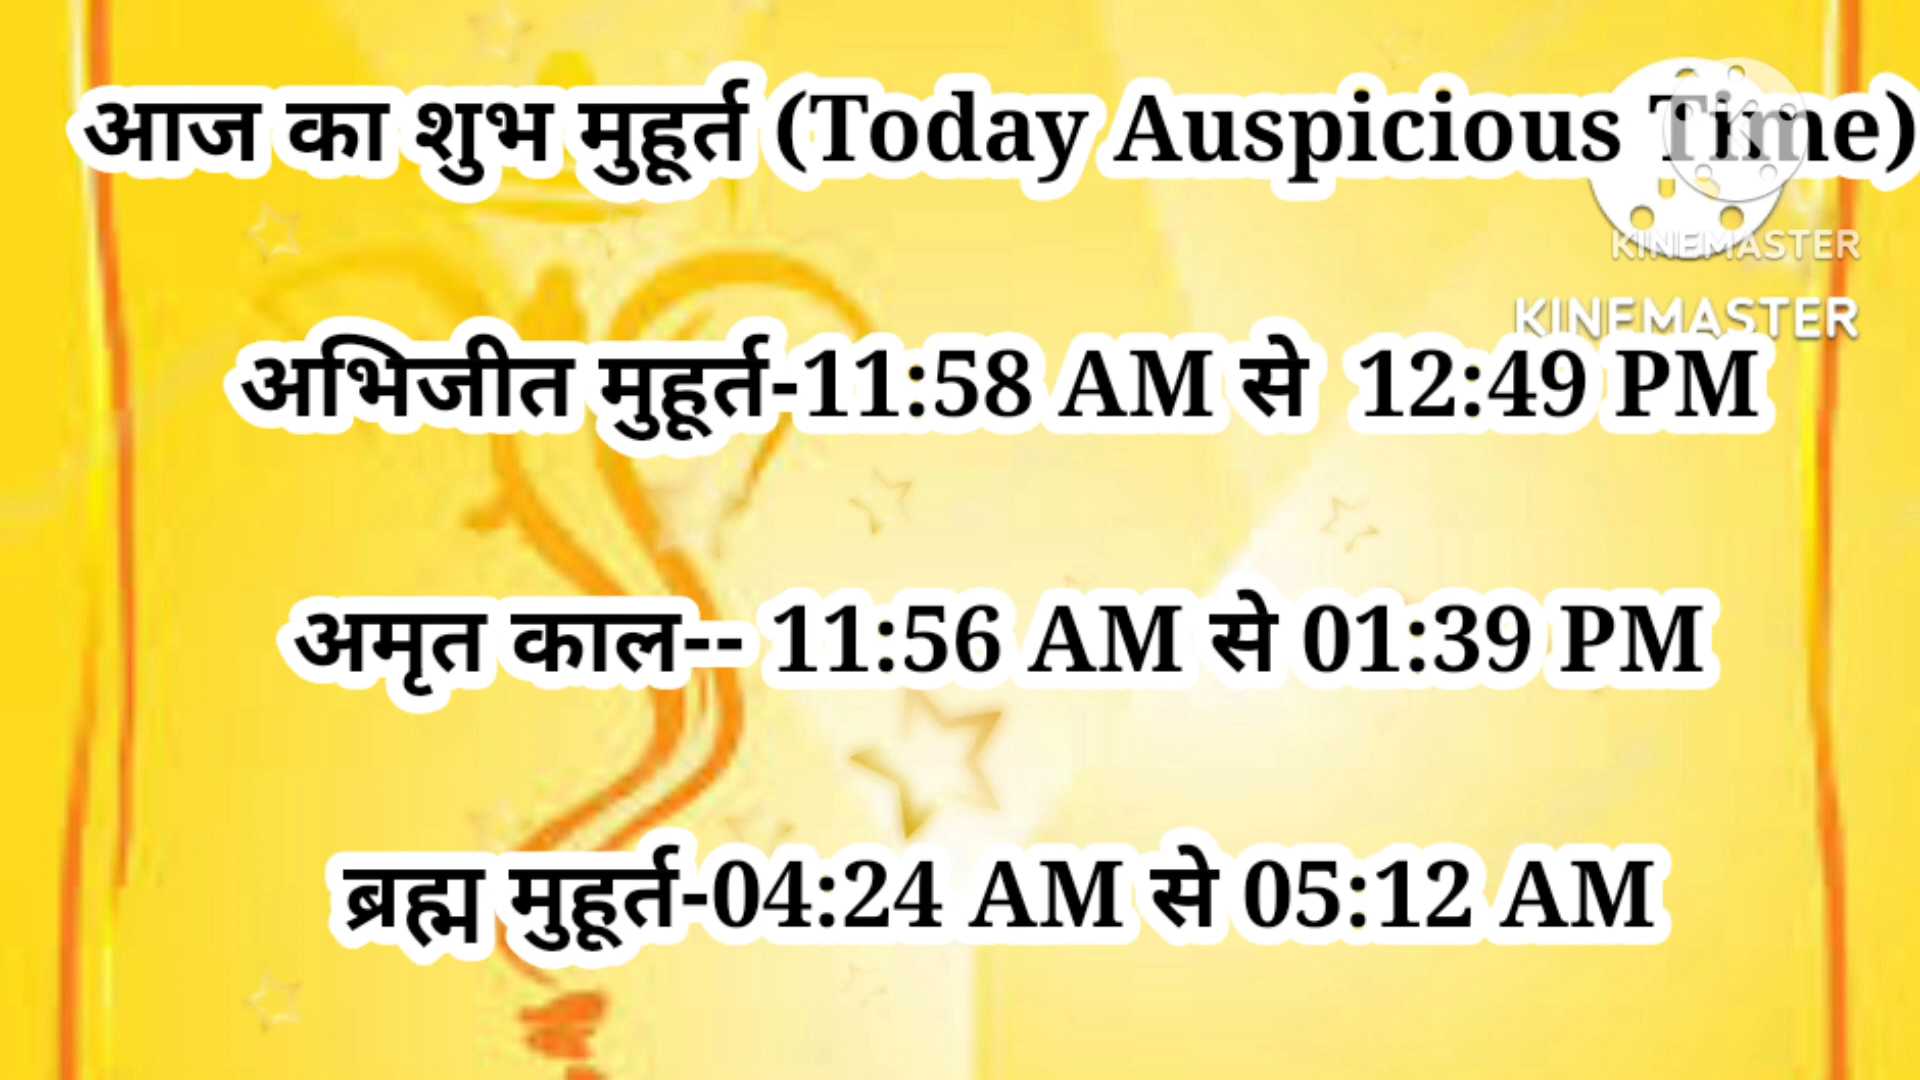 आज का शुभ मुहूर्त (Today Auspicious Time)
KINEMASTER
KINEMASTER
अभिजीत मुहूर्त-11:58 AM से 12:49 PM
अमृत काल-- 11:56 AM से 01:39 PM
ब्रह्म मुहूर्त-04:24 AM से 05:12 AM